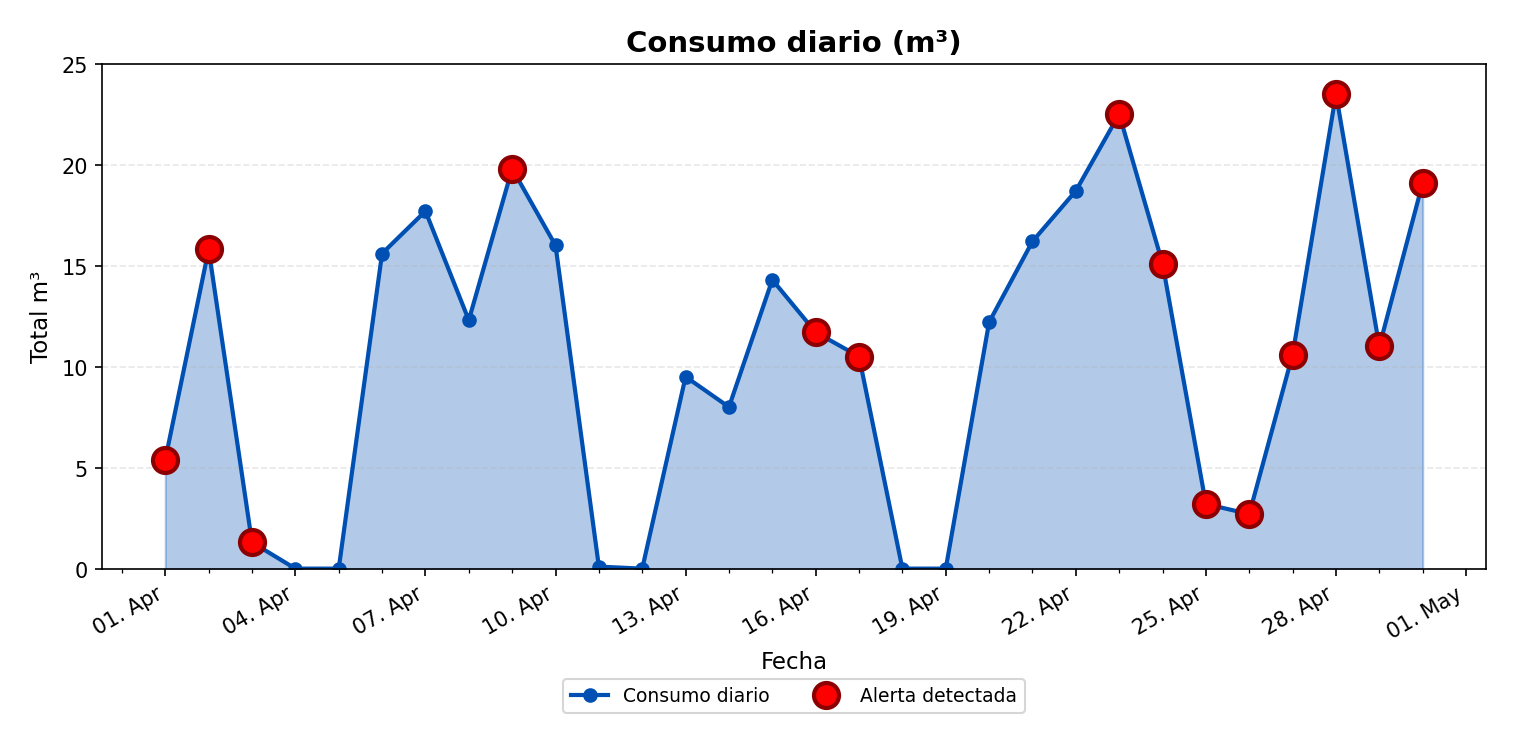 Consumo diario (m³)
Total m³
25
20
15
10
5
0
01. Apr
04. Apr
07. Apr
10. Apr
13. Apr
16. Apr
19. Apr
22. Apr
25. Apr
28. Apr
01. May
Fecha
Consumo diario
Alerta detectada